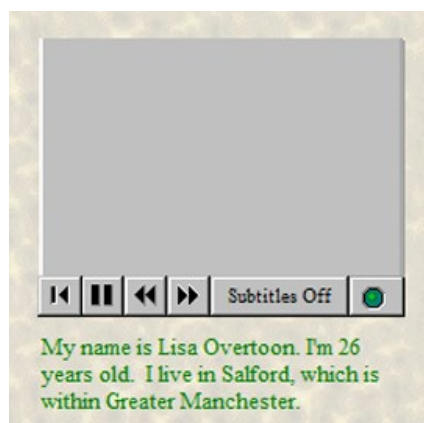 Subtitles Off
My name is Lisa Overtoon. I'm 26
years old.  I live in Salford, which is
within Greater Manchester.